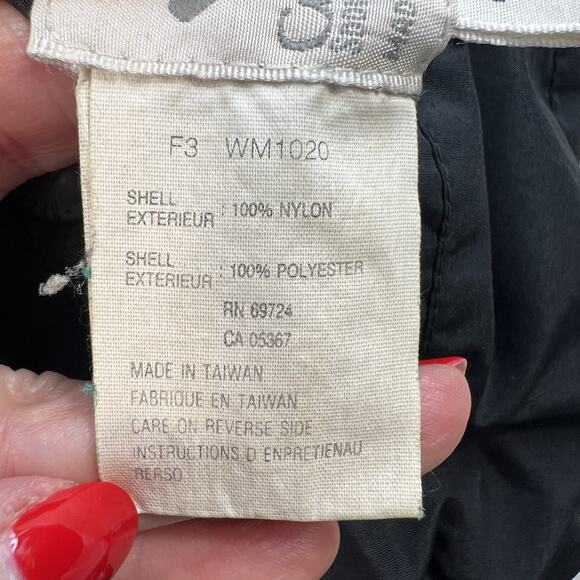 F3 WM1020
SHELL
EXTERIEUR : 100% NYLON
SHELL
EXTERIEUR : 100% POLYESTER
RN 69724
CA 05367
MADE IN TAIWAN
FABRIQUE EN TAIWAN
CARE ON REVERSE SIDE
INSTRUCTIONS D ENPRETIENAU
RERSO